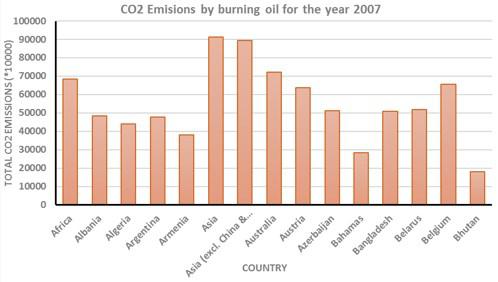 CO2 Emisions by burning oil for the year 2007
TOTAL CO2 EMISSIONS (*10000)
100000
90000
80000
70000
60000
50000
40000
30000
20000
10000
0
Africa
Albania
Algeria
Argentina
Armenia
Asia
Asia (excl. China &...
Australia
Austria
Azerbaijan
Bahamas
Bangladesh
Belarus
Belgium
Bhutan
COUNTRY